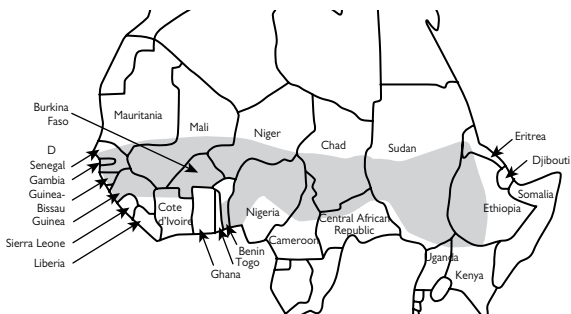 Burkina
Faso
Mauritania
Mali
Niger
Chad
Sudan
Eritrea
Djibouti
Somalia
Ethiopia
D
Senegal
Gambia
Guinea-
Bissau
Guinea
Sierra Leone
Liberia
Cote
d'Ivoire
Ghana
Togo
Benin
Nigeria
Cameroon
Central African
Republic
Uganda
Kenya